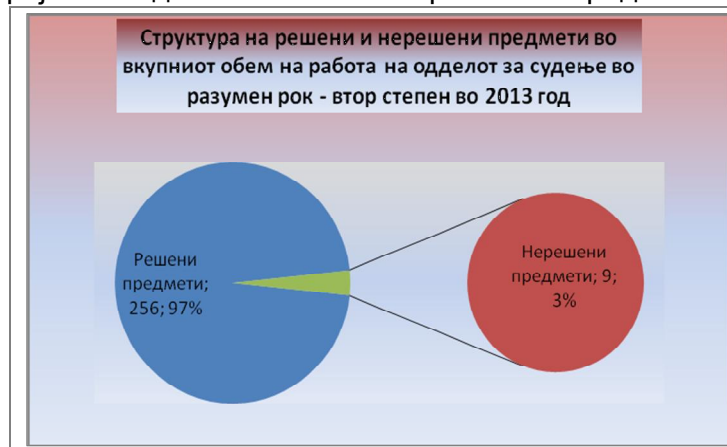 Структура на решени и нерешени предмети во
вкупниот обем на работа на одделот за судење во
разумен рок - втор степен во 2013 год
Решени
предмети;
256; 97%
Нерешени
предмети; 9;
3%